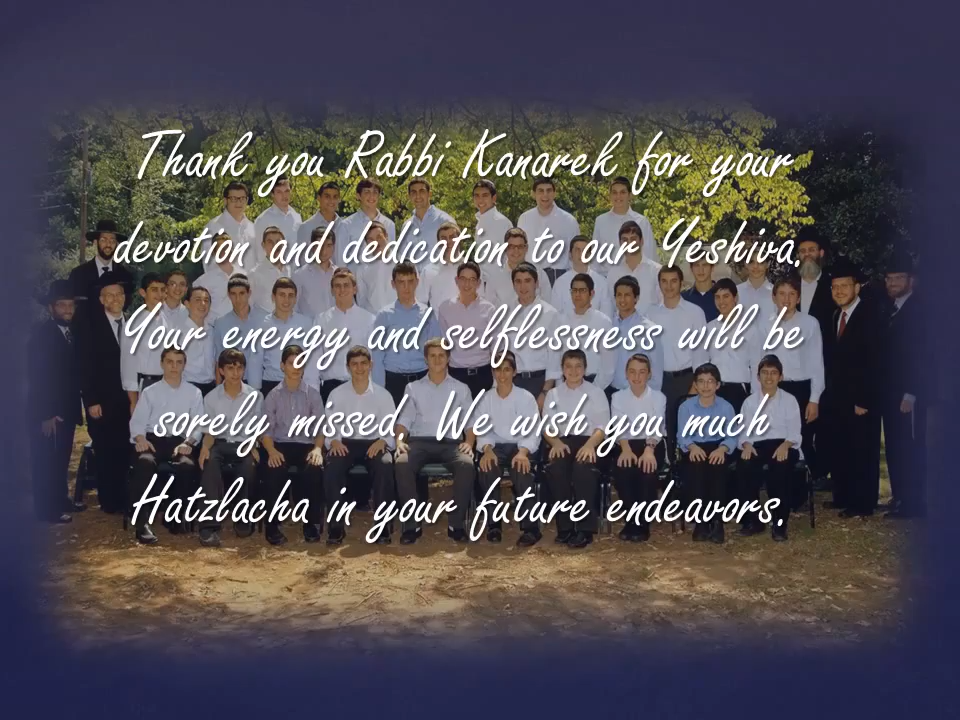 Thank you Rabbi Kanarek for your
devotion and dedication to our Yeshiva.
Your energy and selflessness will be
sorely missed. We wish you much
Hatzlacha in your future endeavors.